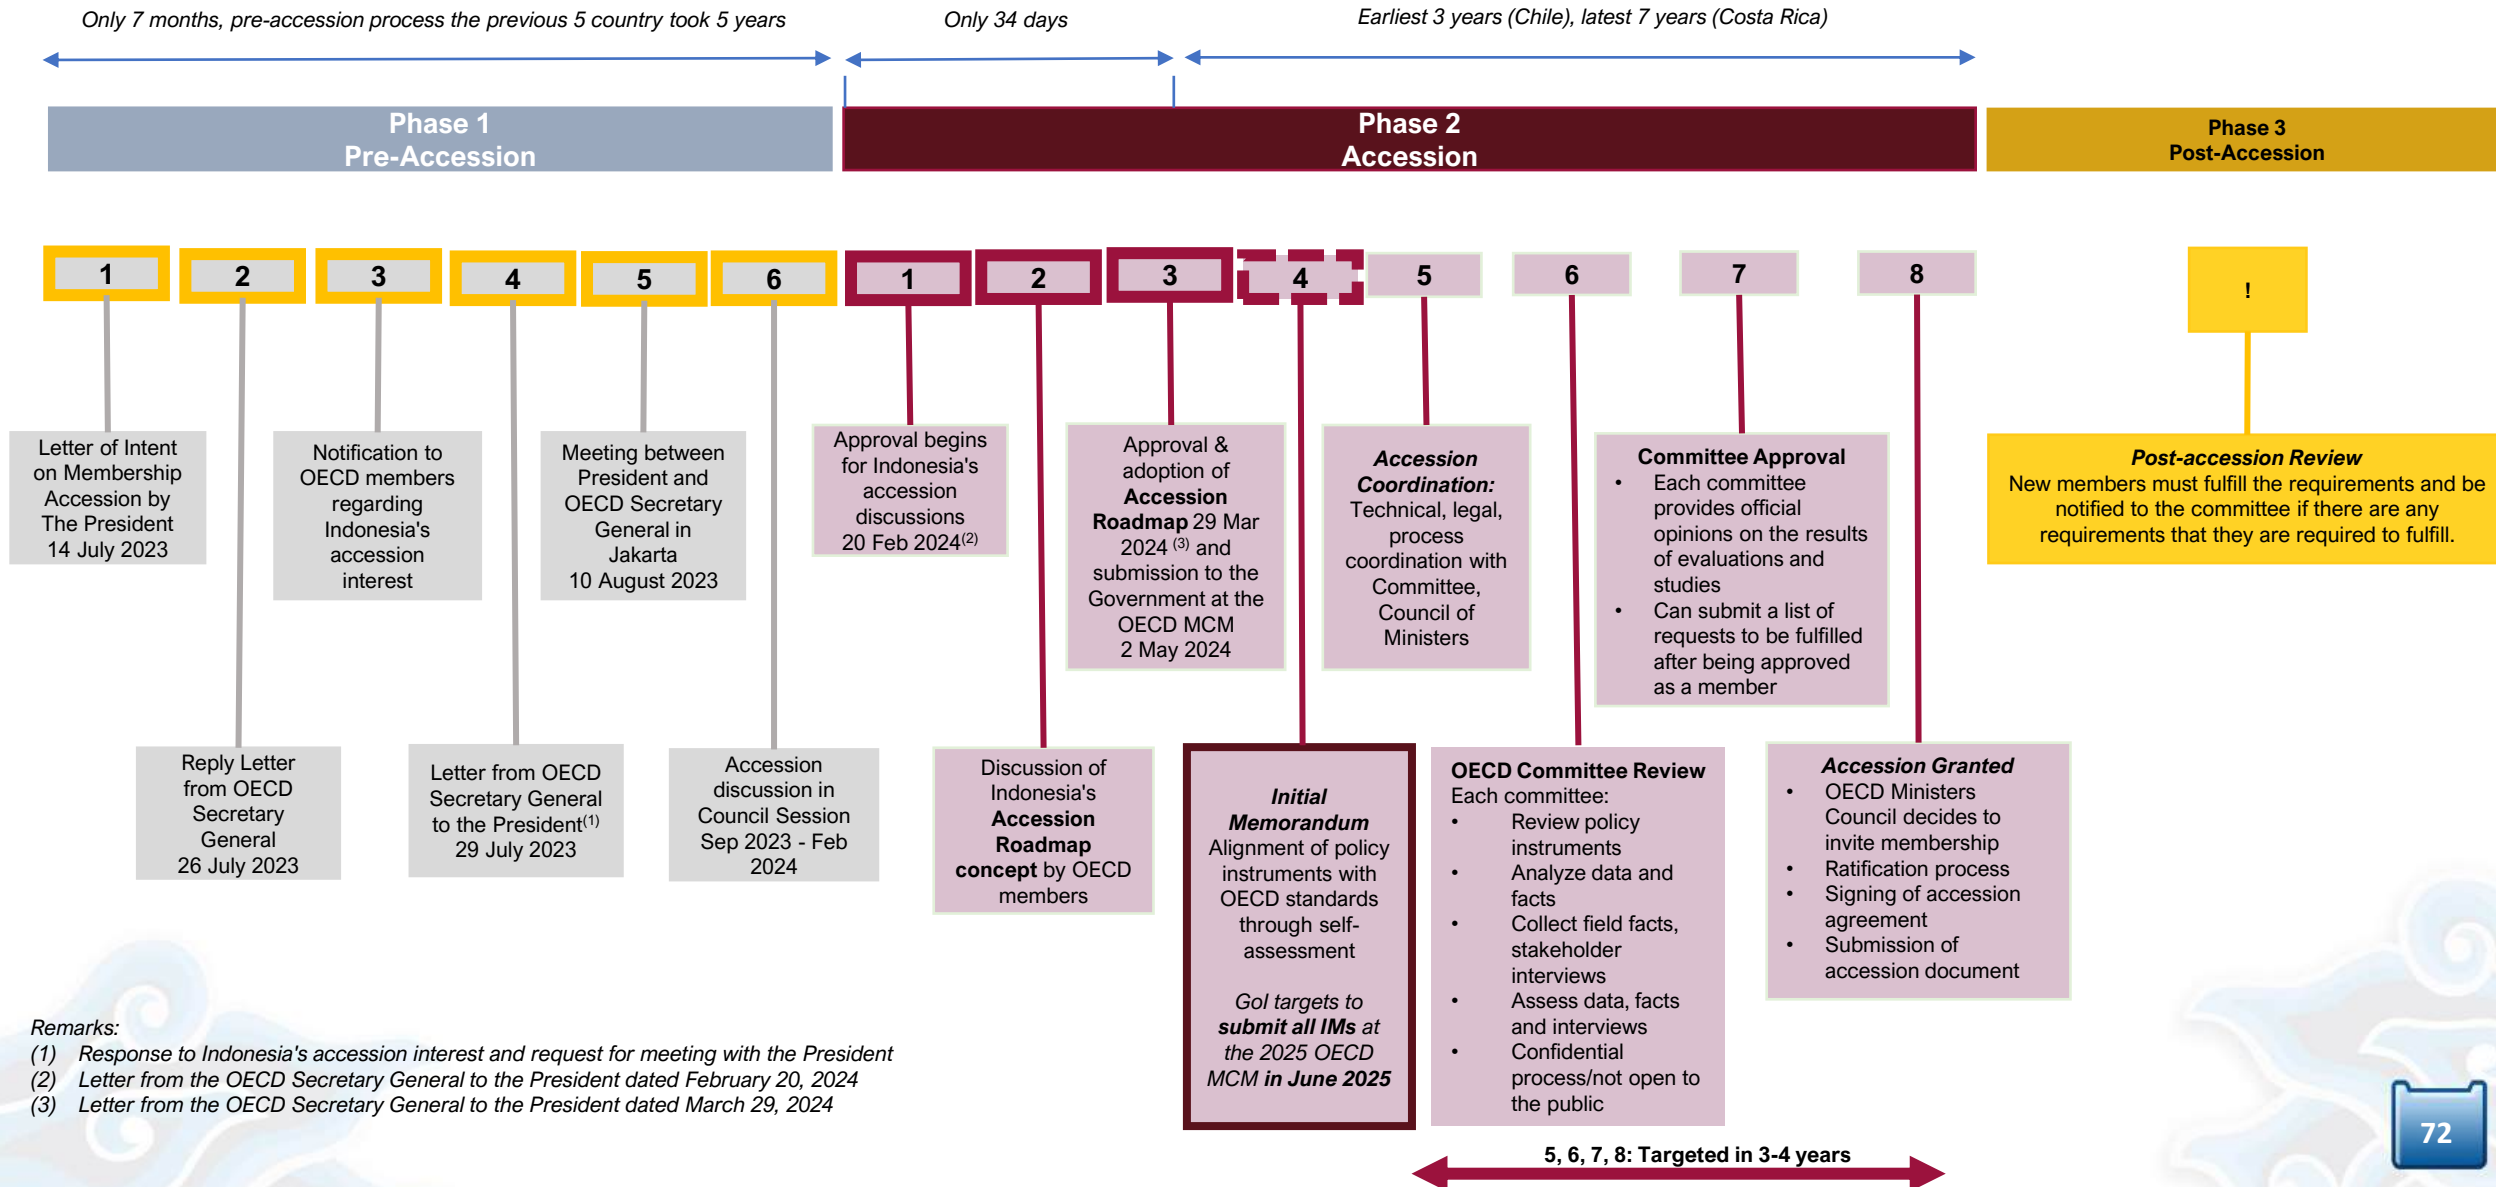 Only 7 months, pre-accession process the previous 5 country took 5 years
Only 34 days
Earliest 3 years (Chile), latest 7 years (Costa Rica)
Phase 1
Pre-Accession
Phase 2
Accession
Phase 3
Post-Accession
1
2
3
4
5
6
1
2
3
4
5
6
7
8
!
Letter of Intent
on Membership
Accession by
The President
14 July 2023
Notification to
OECD members
regarding
Indonesia's
accession
interest
Meeting between
President and
OECD Secretary
General in
Jakarta
10 August 2023
Approval begins
for Indonesia's
accession
discussions
20 Feb 2024(2)
Approval &
adoption of
Accession
Roadmap 29 Mar
2024 (3) and
submission to the
Government at the
OECD MCM
2 May 2024
Accession
Coordination:
Technical, legal,
process
coordination with
Committee,
Council of
Ministers
Committee Approval
• Each committee
provides official
opinions on the results
of evaluations and
studies
• Can submit a list of
requests to be fulfilled
after being approved
as a member
Post-accession Review
New members must fulfill the requirements and be
notified to the committee if there are any
requirements that they are required to fulfill.
Reply Letter
from OECD
Secretary
General
26 July 2023
Letter from OECD
Secretary General
to the President(1)
29 July 2023
Accession
discussion in
Council Session
Sep 2023 - Feb
2024
Discussion of
Indonesia's
Accession
Roadmap
concept by OECD
members
Initial
Memorandum
Alignment of policy
instruments with
OECD standards
through self-
assessment
GoI targets to
submit all IMs at
the 2025 OECD
MCM in June 2025
OECD Committee Review
Each committee:
• Review policy
instruments
• Analyze data and
facts
• Collect field facts,
stakeholder
interviews
• Assess data, facts
and interviews
• Confidential
process/not open to
the public
Accession Granted
• OECD Ministers
Council decides to
invite membership
• Ratification process
• Signing of accession
agreement
• Submission of
accession document
Remarks:
(1) Response to Indonesia's accession interest and request for meeting with the President
(2) Letter from the OECD Secretary General to the President dated February 20, 2024
(3) Letter from the OECD Secretary General to the President dated March 29, 2024
5, 6, 7, 8: Targeted in 3-4 years
72